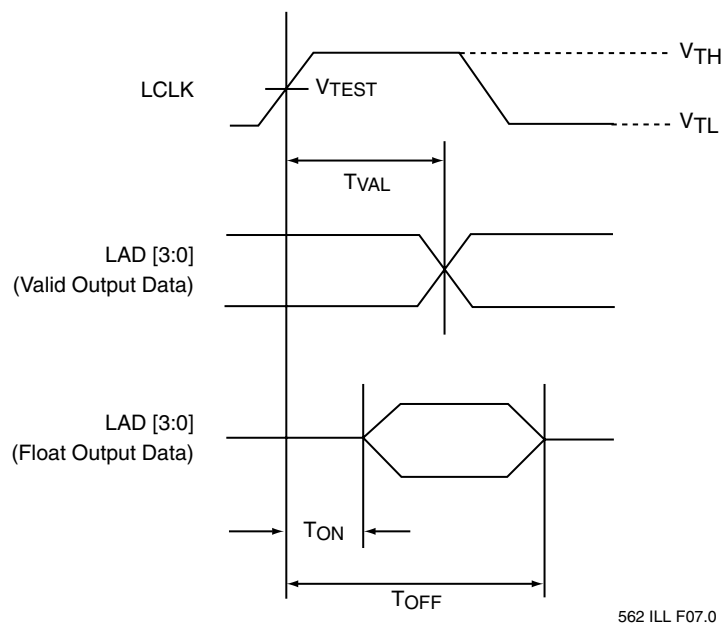 VTH
LCLK
VTEST
VTL
TVAL
LAD [3:0]
(Valid Output Data)
LAD [3:0]
(Float Output Data)
TON
TOFF
562 ILL F07.0